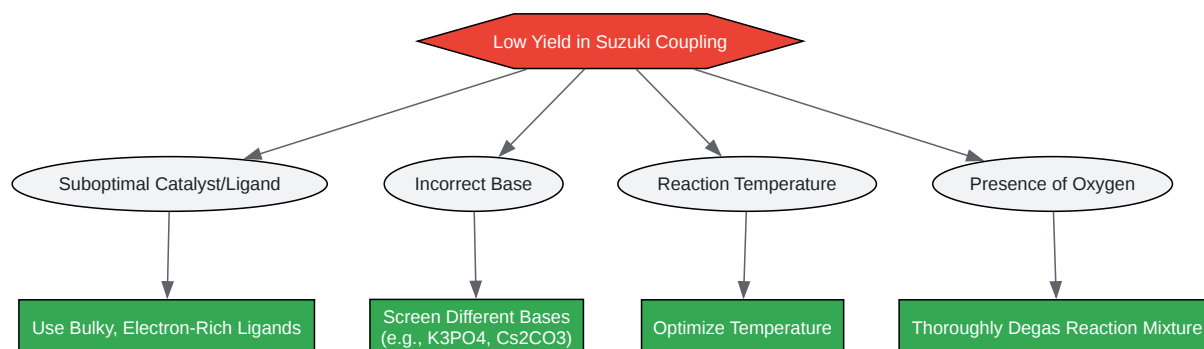 Low Yield in Suzuki Coupling
Suboptimal Catalyst/Ligand
Incorrect Base
Reaction Temperature
Presence of Oxygen
Use Bulky, Electron-Rich Ligands
Screen Different Bases
(e.g., K3PO4, Cs2CO3)
Optimize Temperature
Thoroughly Degas Reaction Mixture